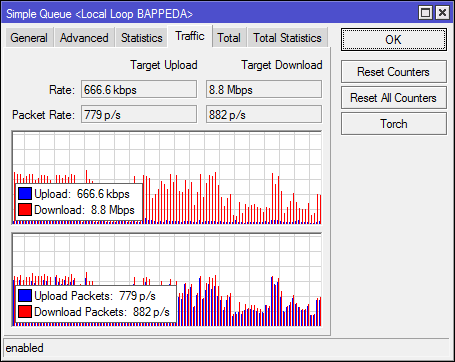 Simple Queue <Local Loop BAPPEDA>
General Advanced Statistics Traffic Total Total Statistics
Target Upload Target Download
Rate: 666.6 kbps 8.8 Mbps
Packet Rate: 779 p/s 882 p/s
OK
Reset Counters
Reset All Counters
Torch
Upload: 666.6 kbps
Download: 8.8 Mbps
Upload Packets: 779 p/s
Download Packets: 882 p/s
enabled